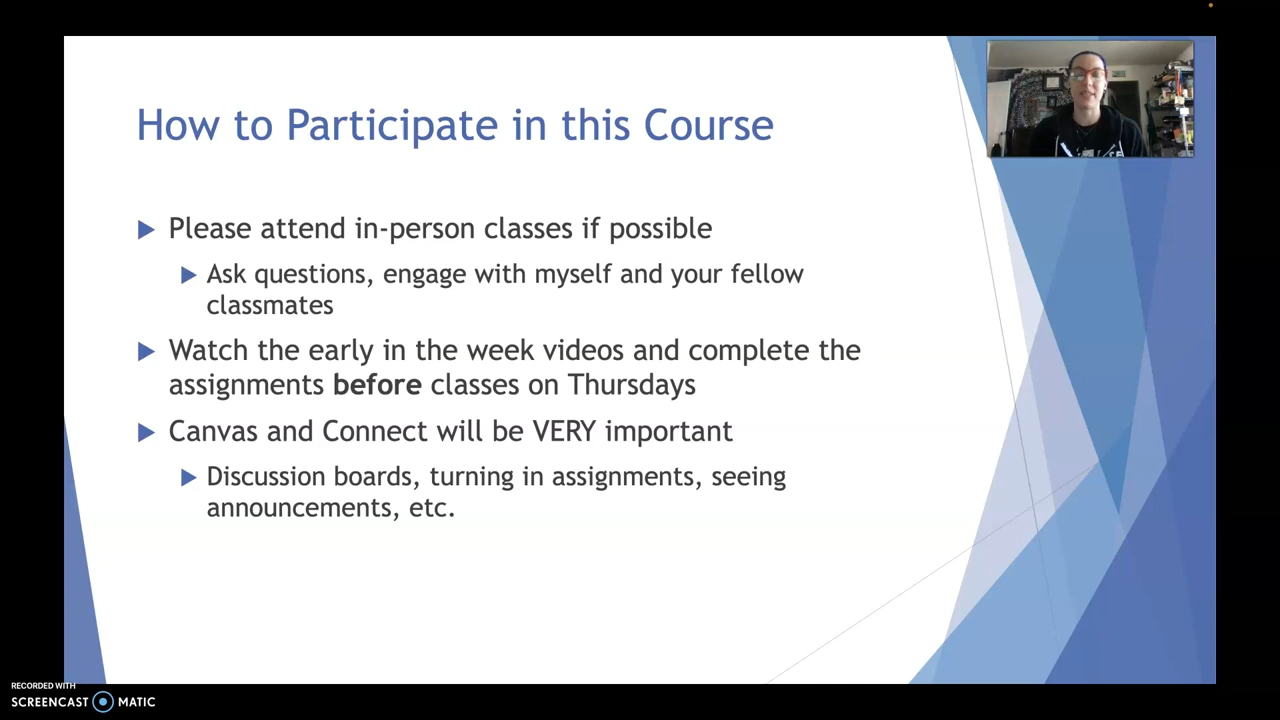 How to Participate in this Course
Please attend in-person classes if possible
Ask questions, engage with myself and your fellow
classmates
Watch the early in the week videos and complete the
assignments before classes on Thursdays
Canvas and Connect will be VERY important
Discussion boards, turning in assignments, seeing
announcements, etc.
RECORDED WITH
SCREENCAST MATIC